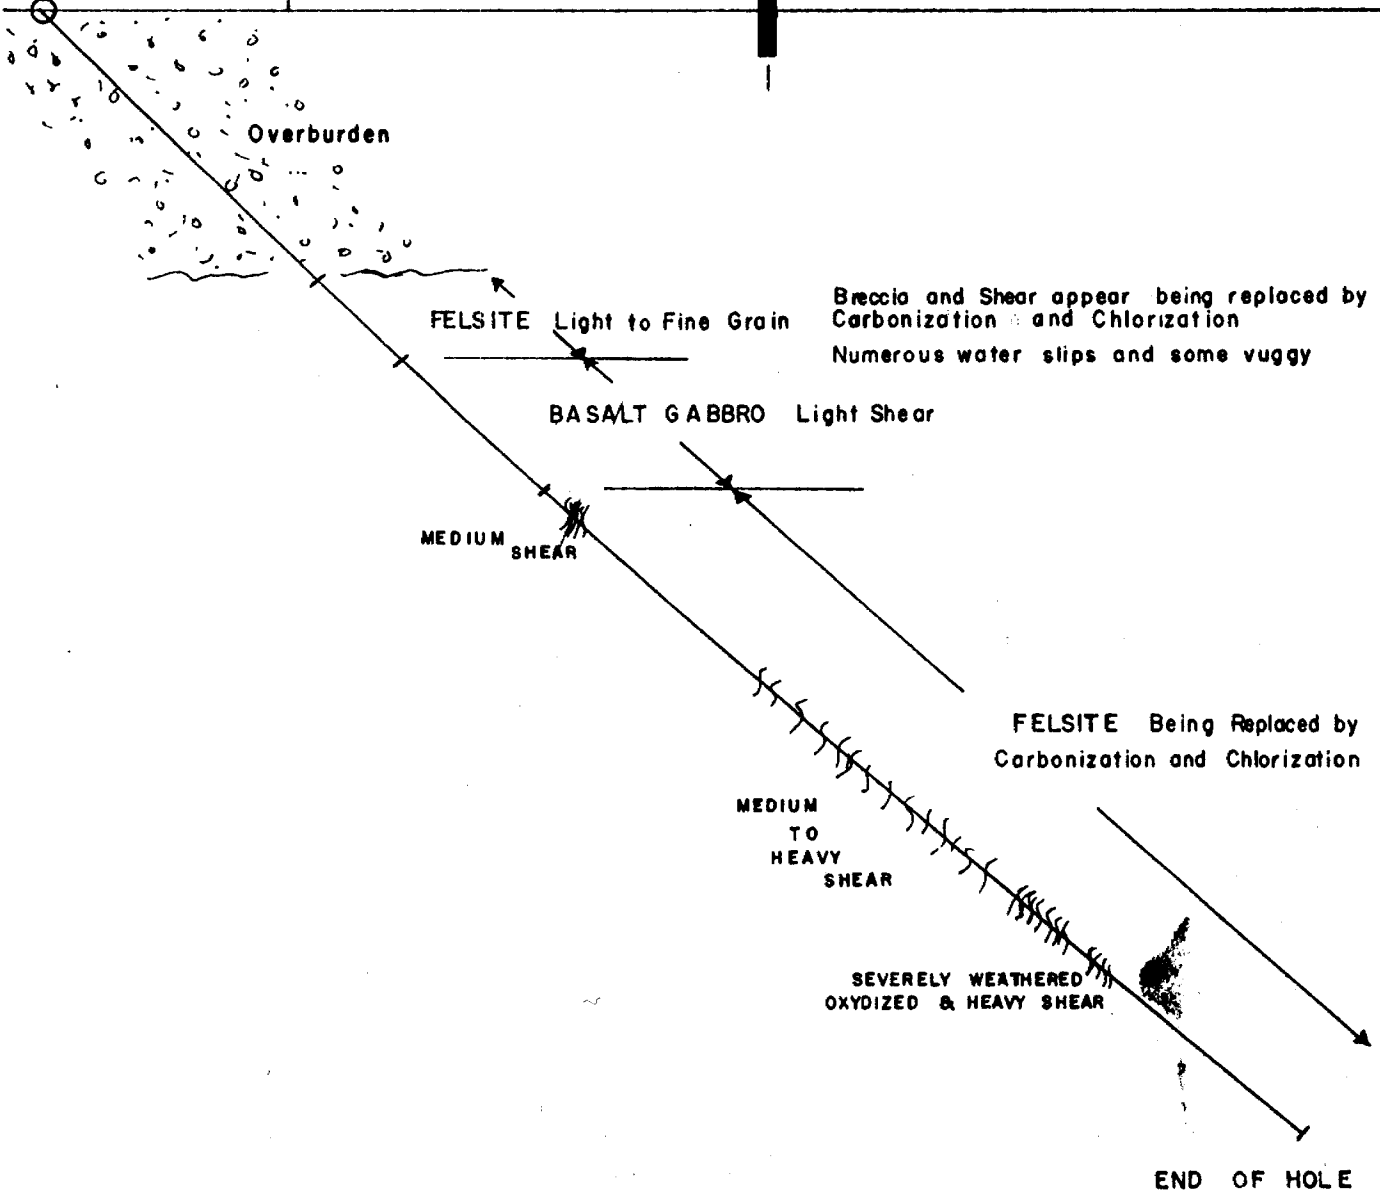 Overburden
Breccia and Shear appear being replaced by
FELSITE Light to Fine Grain
Carbonization and Chlorization
Numerous water slips and some vuggy
BASALT GABBRO Light Shear
MEDIUM
SHEAR
FELSITE Being Replaced by
Carbonization and Chlorization
MEDIUM
TO
HEAVY
SHEAR
SEVERELY WEATHERED
OXYDIZED & HEAVY SHEAR
END OF HOLE